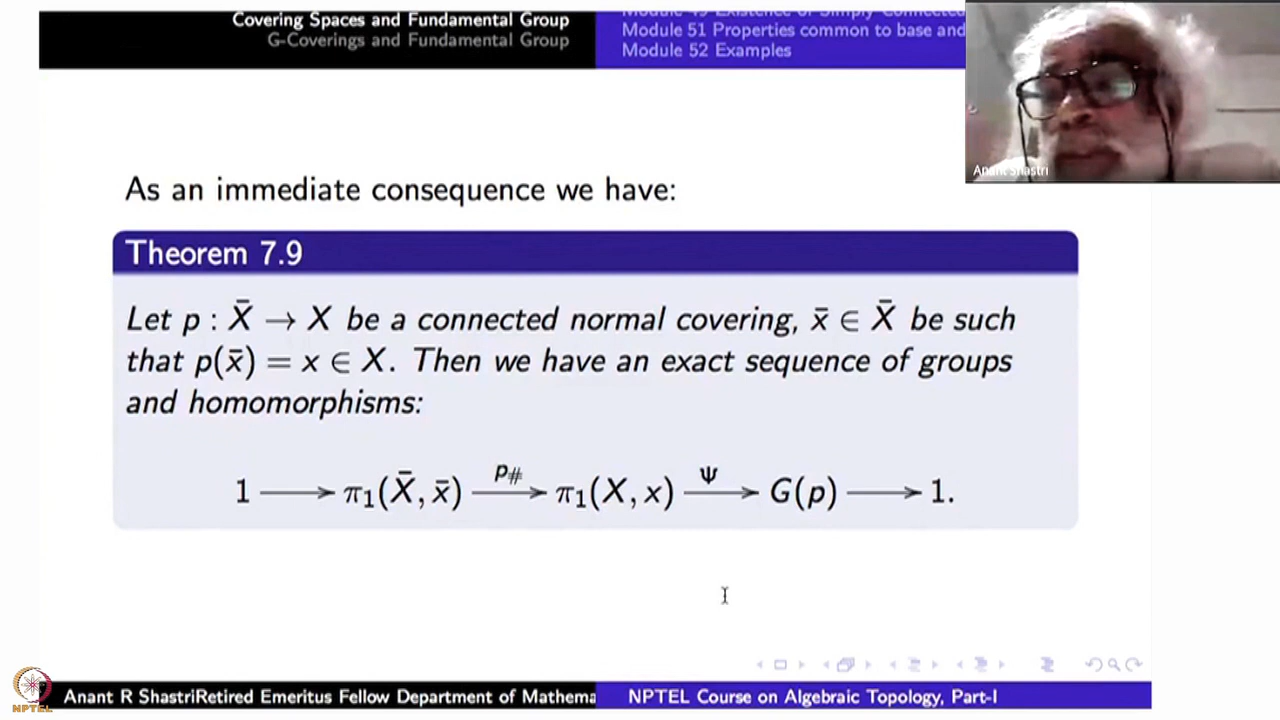 Covering Spaces and Fundamental Group
G-Coverings and Fundamental Group
Module 51 Properties common to base and
Module 52 Examples
Anant Shastri
As an immediate consequence we have:
Theorem 7.9
Let p : X̄ → X be a connected normal covering, x̄ ∈ X̄ be such
that p(x̄) = x ∈ X. Then we have an exact sequence of groups
and homomorphisms:
1 ⟶ π₁(X̄, x̄) —p#→ π₁(X, x) —Ψ→ G(p) ⟶ 1.
NPTEL
Anant R ShastriRetired Emeritus Fellow Department of Mathema
NPTEL Course on Algebraic Topology, Part-I